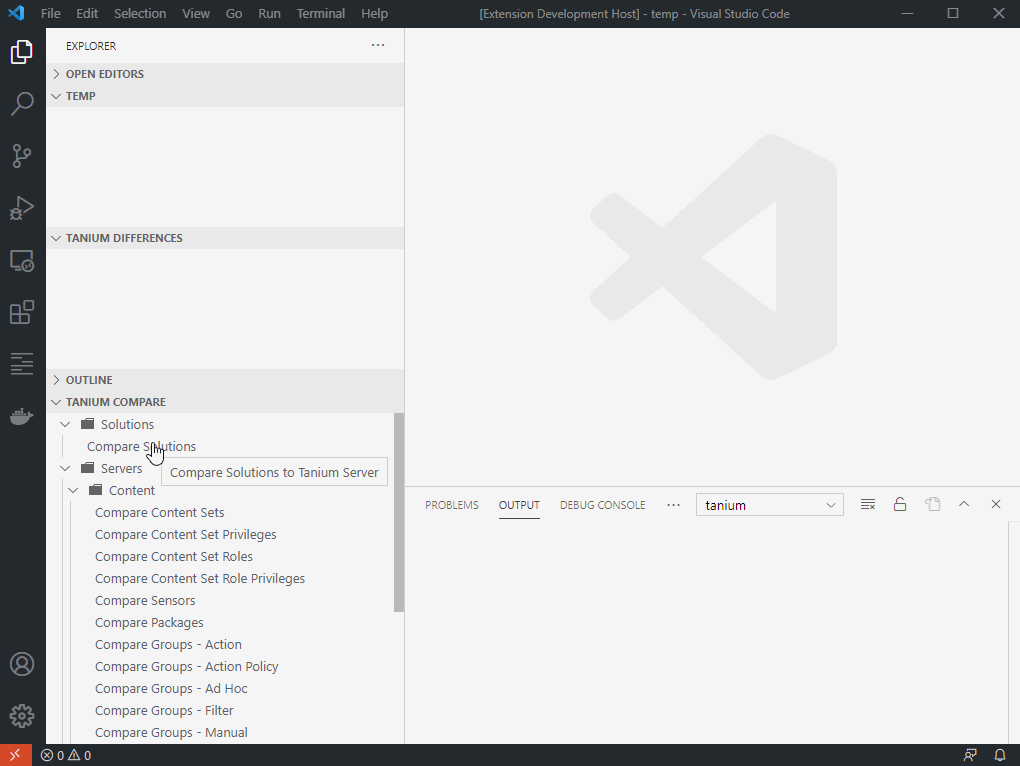 File Edit Selection View Go Run Terminal Help [Extension Development Host] - temp - Visual Studio Code
EXPLORER
OPEN EDITORS
TEMP
TANIUM DIFFERENCES
OUTLINE
TANIUM COMPARE
Solutions
Compare Solutions
Compare Solutions to Tanium Server
Servers
Content
Compare Content Sets
Compare Content Set Privileges
Compare Content Set Roles
Compare Content Set Role Privileges
Compare Sensors
Compare Packages
Compare Groups - Action
Compare Groups - Action Policy
Compare Groups - Ad Hoc
Compare Groups - Filter
Compare Groups - Manual
PROBLEMS OUTPUT DEBUG CONSOLE tanium
0 0